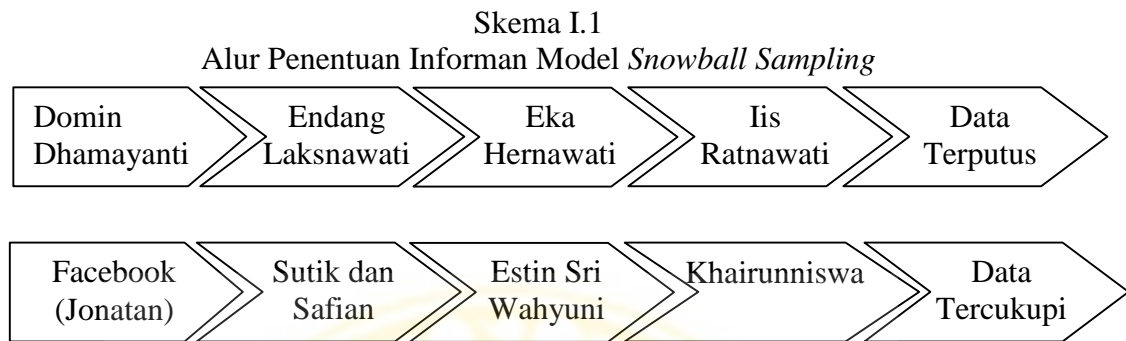 Skema I.1
Alur Penentuan Informan Model Snowball Sampling
Domin
Dhamayanti
Endang
Laksnawati
Eka
Hernawati
Iis
Ratnawati
Data
Terputus
Facebook
(Jonatan)
Sutik dan
Safian
Estin Sri
Wahyuni
Khairunniswa
Data
Tercukupi